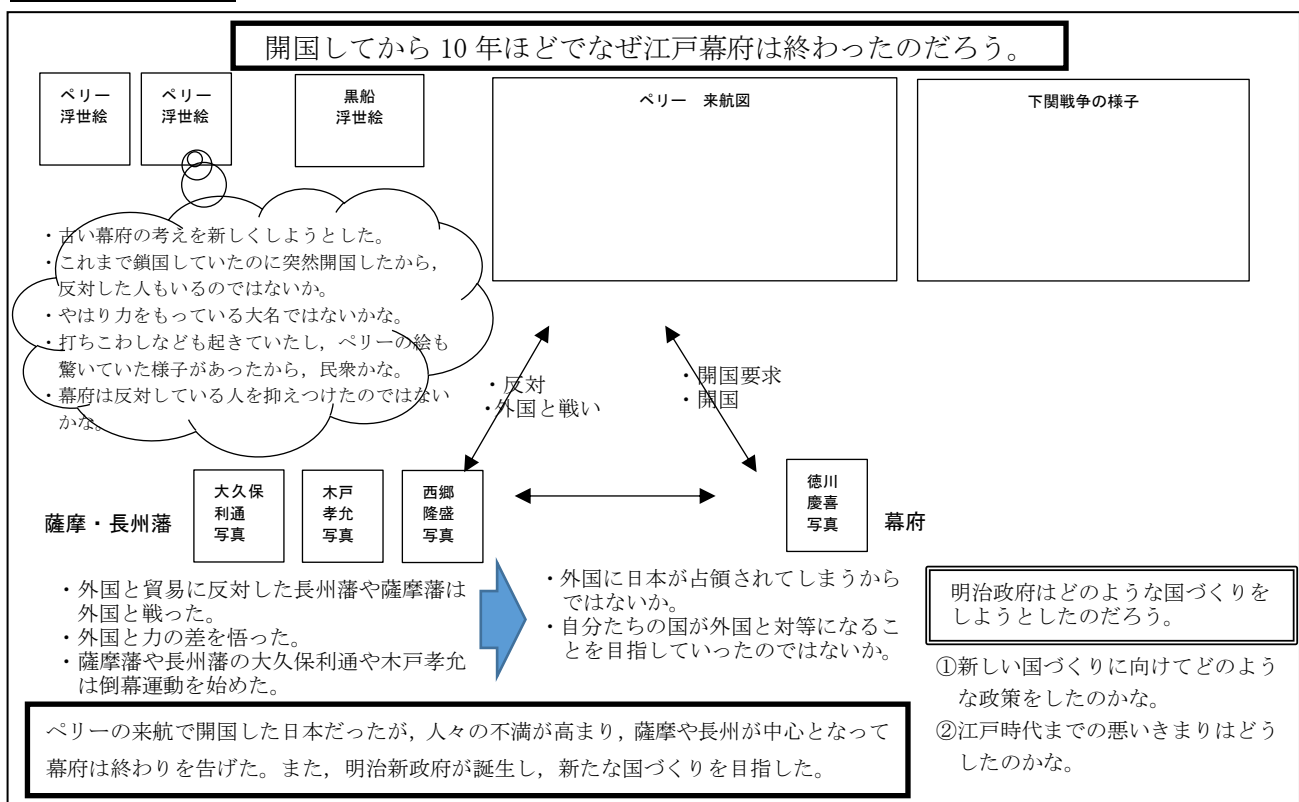 開国してから 10 年ほどでなぜ江戸幕府は終わったのだろう。
ペリー
浮世絵
ペリー
浮世絵
黒船
浮世絵
ペリー　来航図
下関戦争の様子
・古い幕府の考えを新しくしようとした。
・これまで鎖国していたのに突然開国したから，
反対した人もいるのではないか。
・やはり力をもっている大名ではないかな。
・打ちこわしなども起きていたし，ペリーの絵も
驚いていた様子があったから，民衆かな。
・幕府は反対している人を抑えつけたのではない
かな。
・反対
・外国と戦い
・開国要求
・開国
薩摩・長州藩
大久保
利通
写真
木戸
孝允
写真
西郷
隆盛
写真
徳川
慶喜
写真
幕府
・外国と貿易に反対した長州藩や薩摩藩は
外国と戦った。
・外国と力の差を悟った。
・薩摩藩や長州藩の大久保利通や木戸孝允
は倒幕運動を始めた。
・外国に日本が占領されてしまうから
ではないか。
・自分たちの国が外国と対等になるこ
とを目指していったのではないか。
明治政府はどのような国づくりを
しようとしたのだろう。
①新しい国づくりに向けてどのよう
な政策をしたのかな。
②江戸時代までの悪いきまりはどう
したのかな。
ペリーの来航で開国した日本だったが，人々の不満が高まり，薩摩や長州が中心となって
幕府は終わりを告げた。また，明治新政府が誕生し，新たな国づくりを目指した。